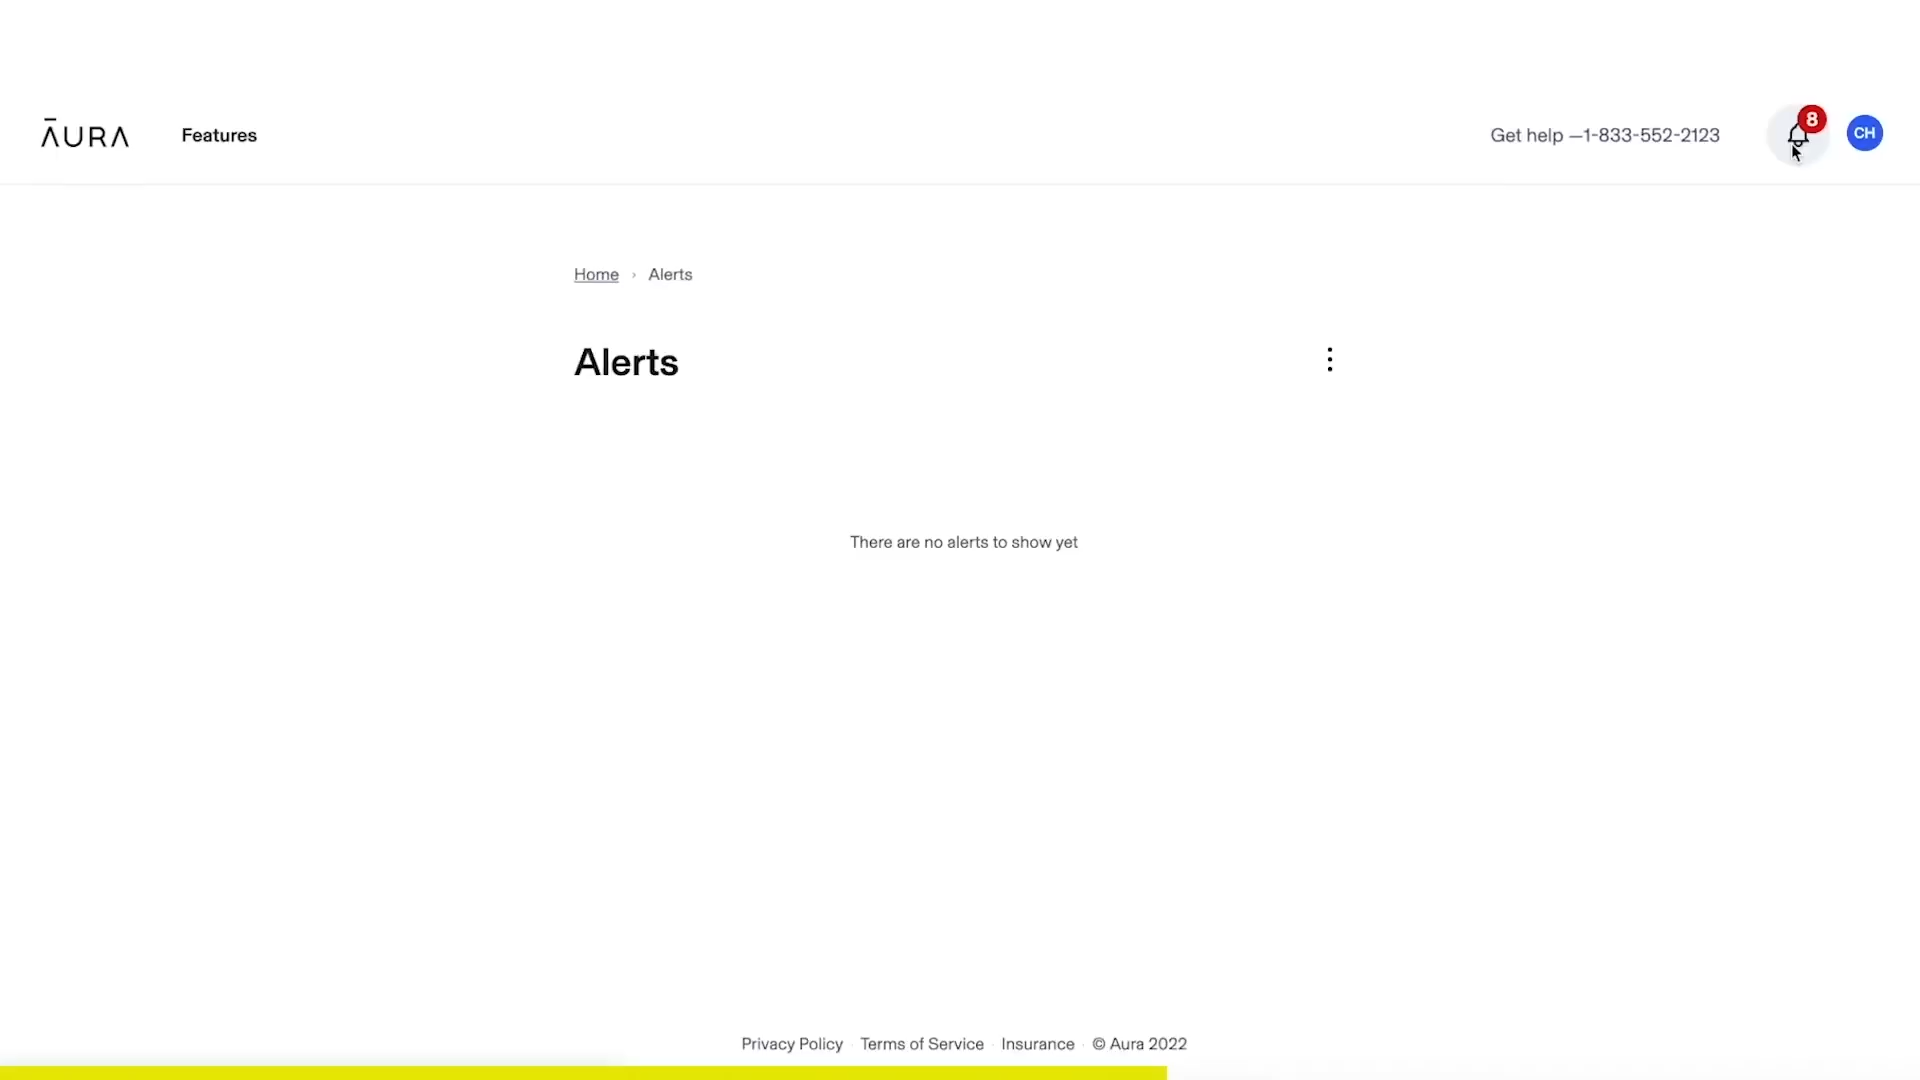 ĀURA
Features
Get help —1-833-552-2123
8
CH
Home › Alerts
Alerts
There are no alerts to show yet
Privacy Policy · Terms of Service · Insurance · © Aura 2022